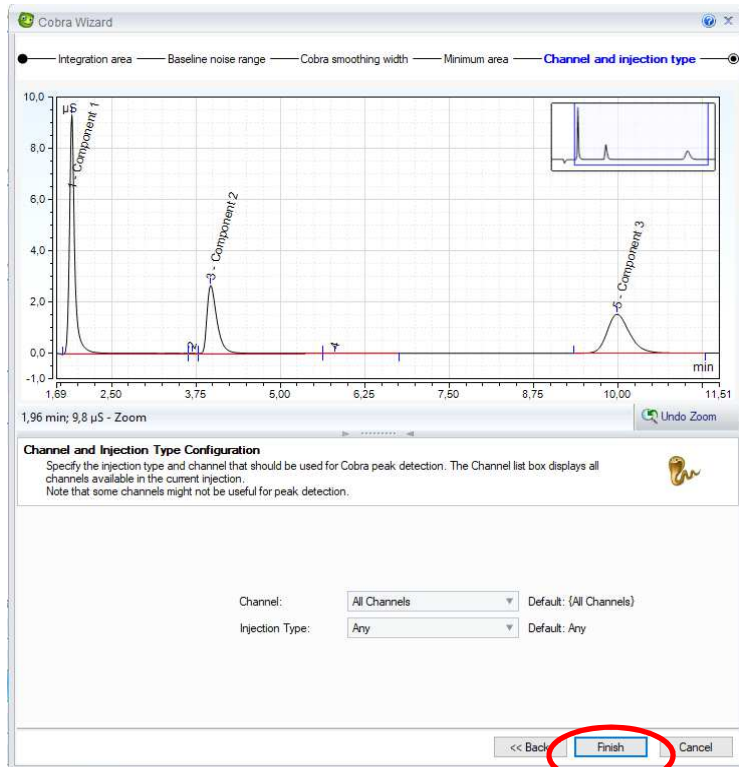 Cobra Wizard
Integration area
Baseline noise range
Cobra smoothing width
Minimum area
Channel and injection type
10,0
µS
1 - Component 1
8,0
6,0
3 - Component 2
4,0
5 - Component 3
2,0
2
4
0,0
min
-1,0
1,69
2,50
3,75
5,00
6,25
7,50
8,75
10,00
11,51
1,96 min; 9,8 µS - Zoom
Undo Zoom
Channel and Injection Type Configuration
Specify the injection type and channel that should be used for Cobra peak detection. The Channel list box displays all
channels available in the current injection.
Note that some channels might not be useful for peak detection.
Channel:
All Channels
Default: {All Channels}
Injection Type:
Any
Default: Any
<< Back
Finish
Cancel